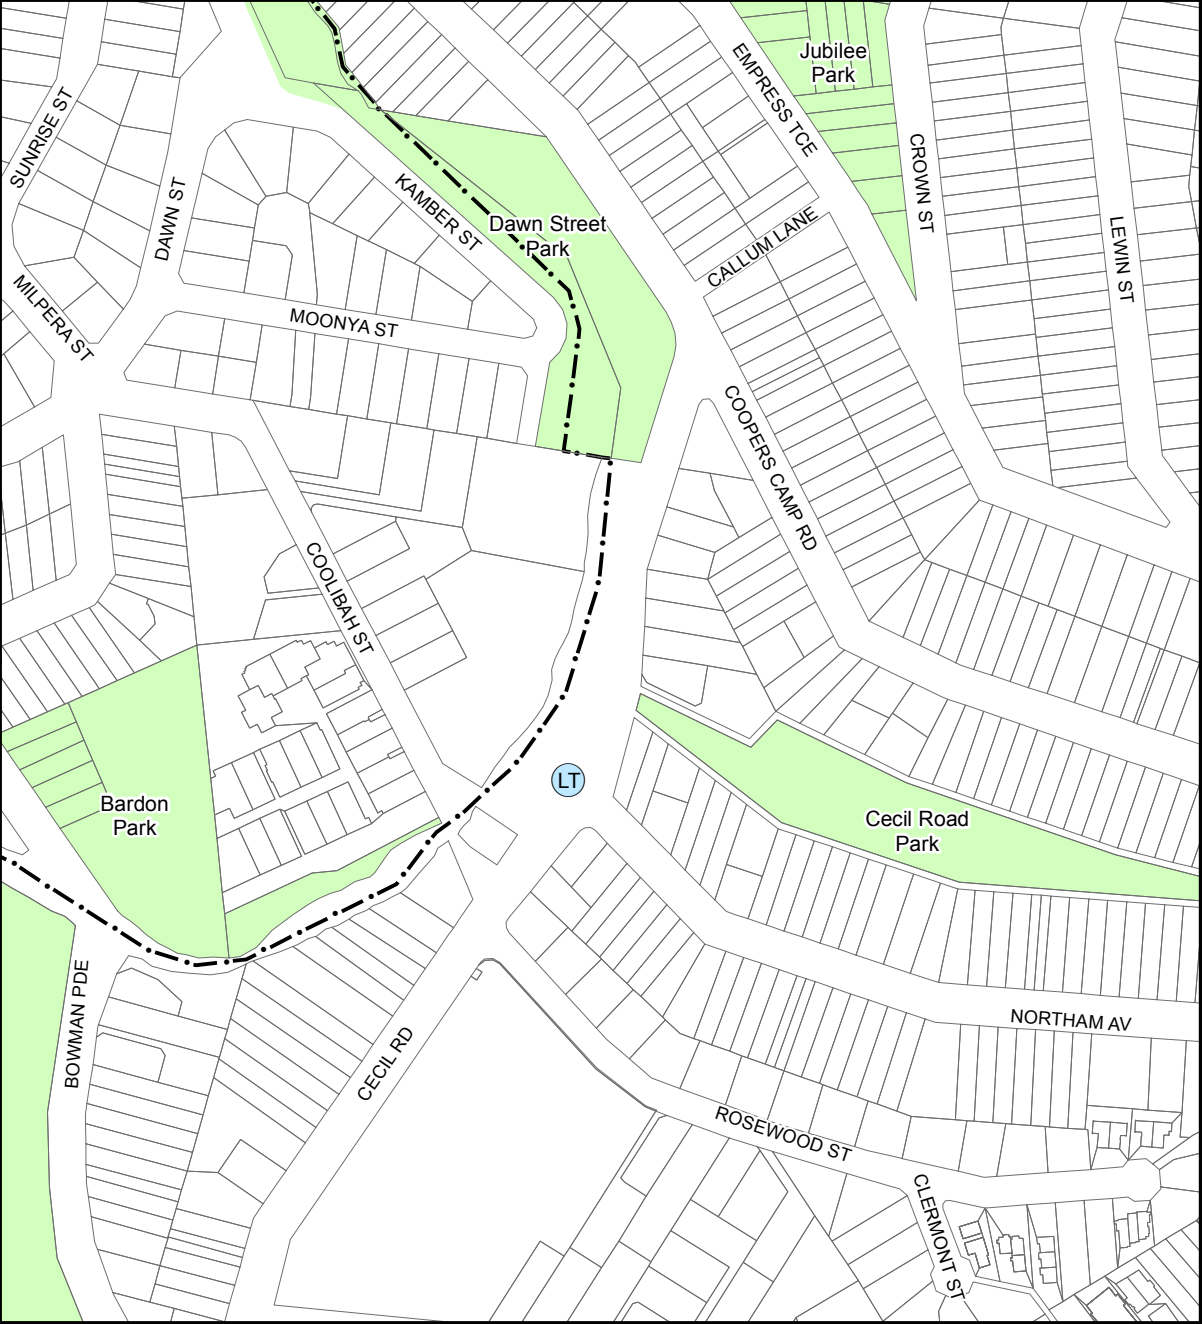 Jubilee
Park
EMPRESS TCE
SUNRISE ST
CROWN ST
DAWN ST
KAMBER ST
Dawn Street
Park
CALLUM LANE
LEWIN ST
MILPERA ST
MOONYA ST
COOPERS CAMP RD
COOLIBAH ST
LT
Bardon
Park
Cecil Road
Park
BOWMAN PDE
NORTHAM AV
CECIL RD
ROSEWOOD ST
CLERMONT ST